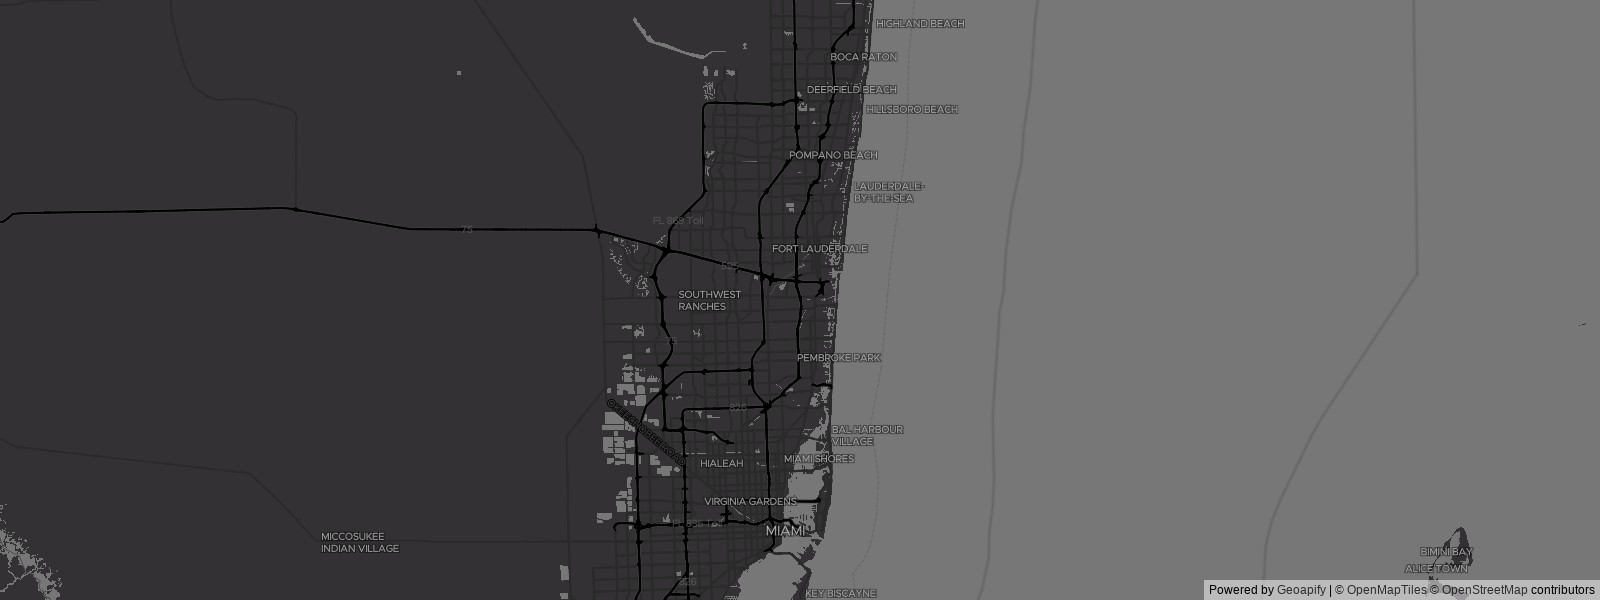 HIGHLAND BEACH
BOCA RATON
DEERFIELD BEACH
HILLSBORO BEACH
POMPANO BEACH
LAUDERDALE-
BY-THE-SEA
FL 869 Toll
75
FORT LAUDERDALE
595
SOUTHWEST
RANCHES
75
PEMBROKE PARK
826
OKEECHOBEE ROAD
BAL HARBOUR
VILLAGE
MIAMI SHORES
HIALEAH
VIRGINIA GARDENS
FL 836 Toll
MIAMI
MICCOSUKEE
INDIAN VILLAGE
BIMINI BAY
ALICE TOWN
826
KEY BISCAYNE
Powered by Geoapify | © OpenMapTiles © OpenStreetMap contributors